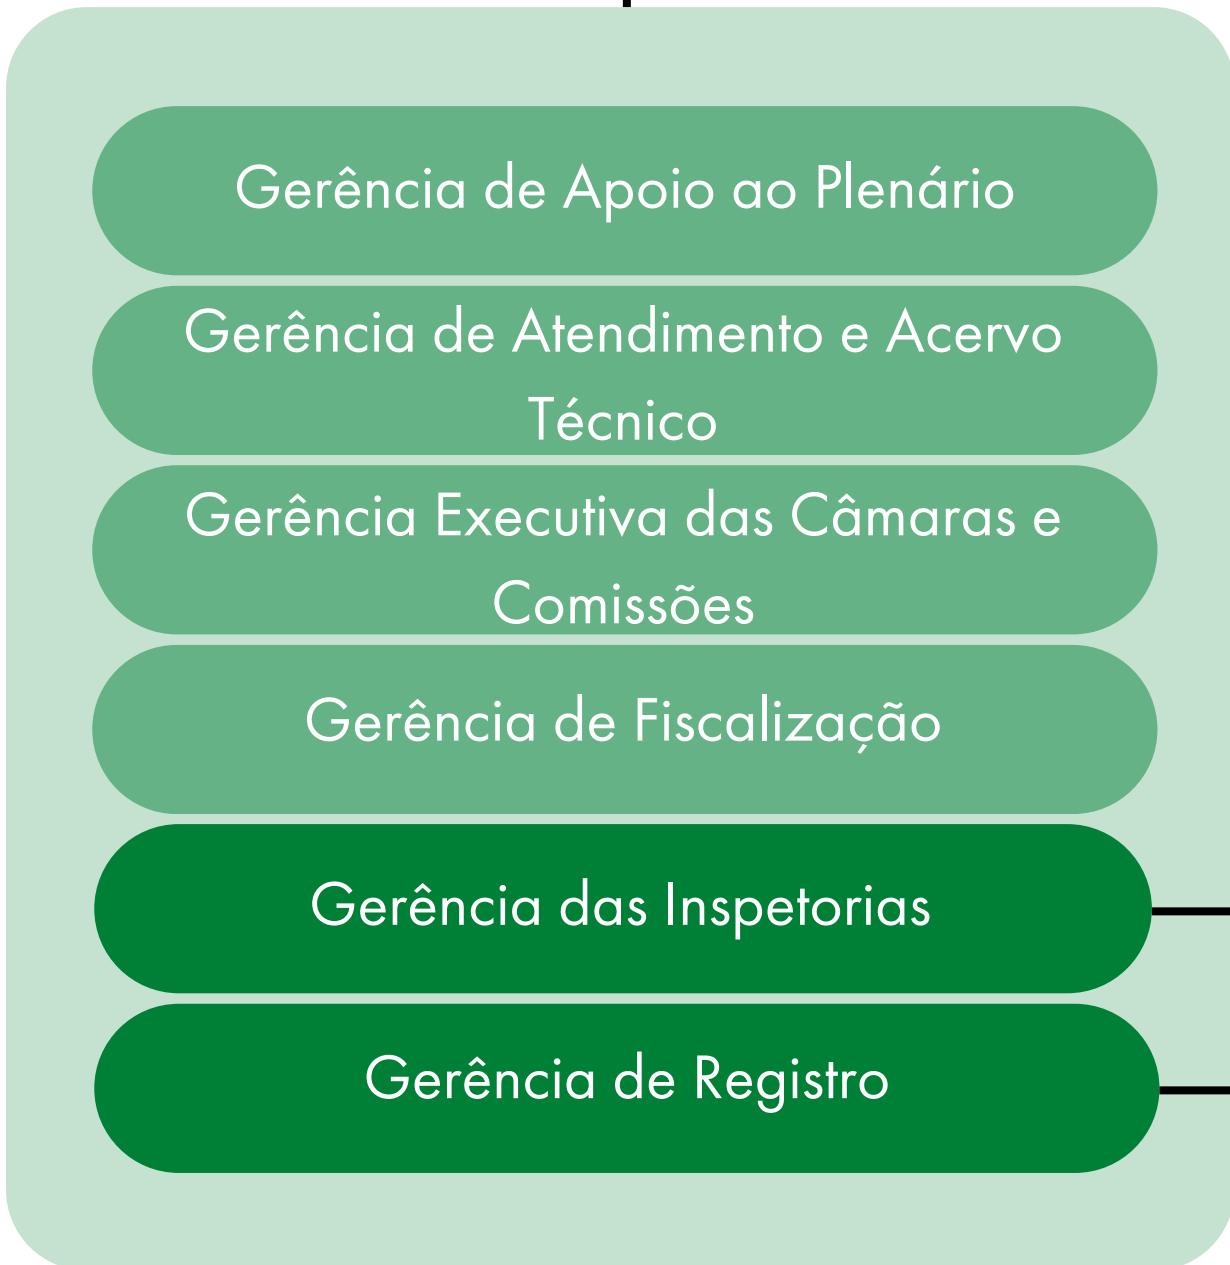 Gerência de Apoio ao Plenário
Gerência de Atendimento e Acervo
Técnico
Gerência Executiva das Câmaras e
Comissões
Gerência de Fiscalização
Gerência das Inspetorias
Gerência de Registro